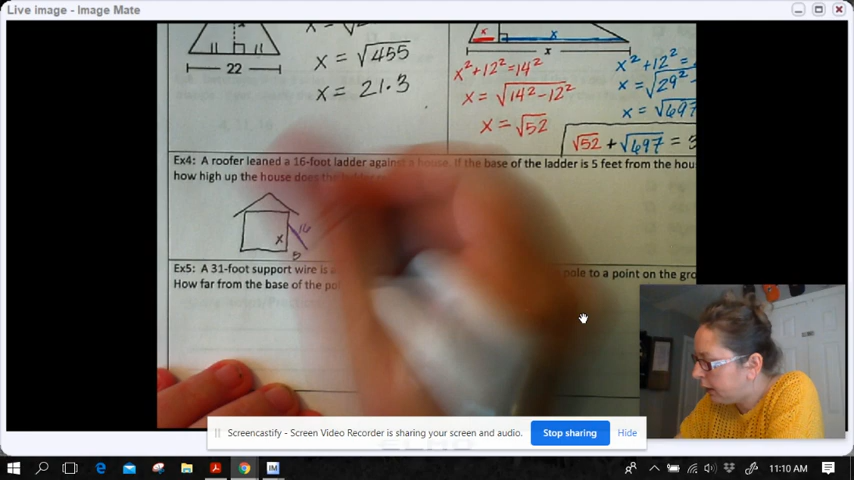 Live image - Image Mate
22
x = √455
x = 21.3
x
x
x
x² + 12² = 14²
x = √14² - 12²
x = √52
x² + 12² =
x = √29² -
x = √697
√52 + √697 = 5
Ex4: A roofer leaned a 16-foot ladder against a house. If the base of the ladder is 5 feet from the hou
how high up the house does the
16
x
5
Ex5: A 31-foot support wire is pole to a point on the gro
How far from the base of the po
Screencastify - Screen Video Recorder is sharing your screen and audio.
Stop sharing
Hide
11:10 AM